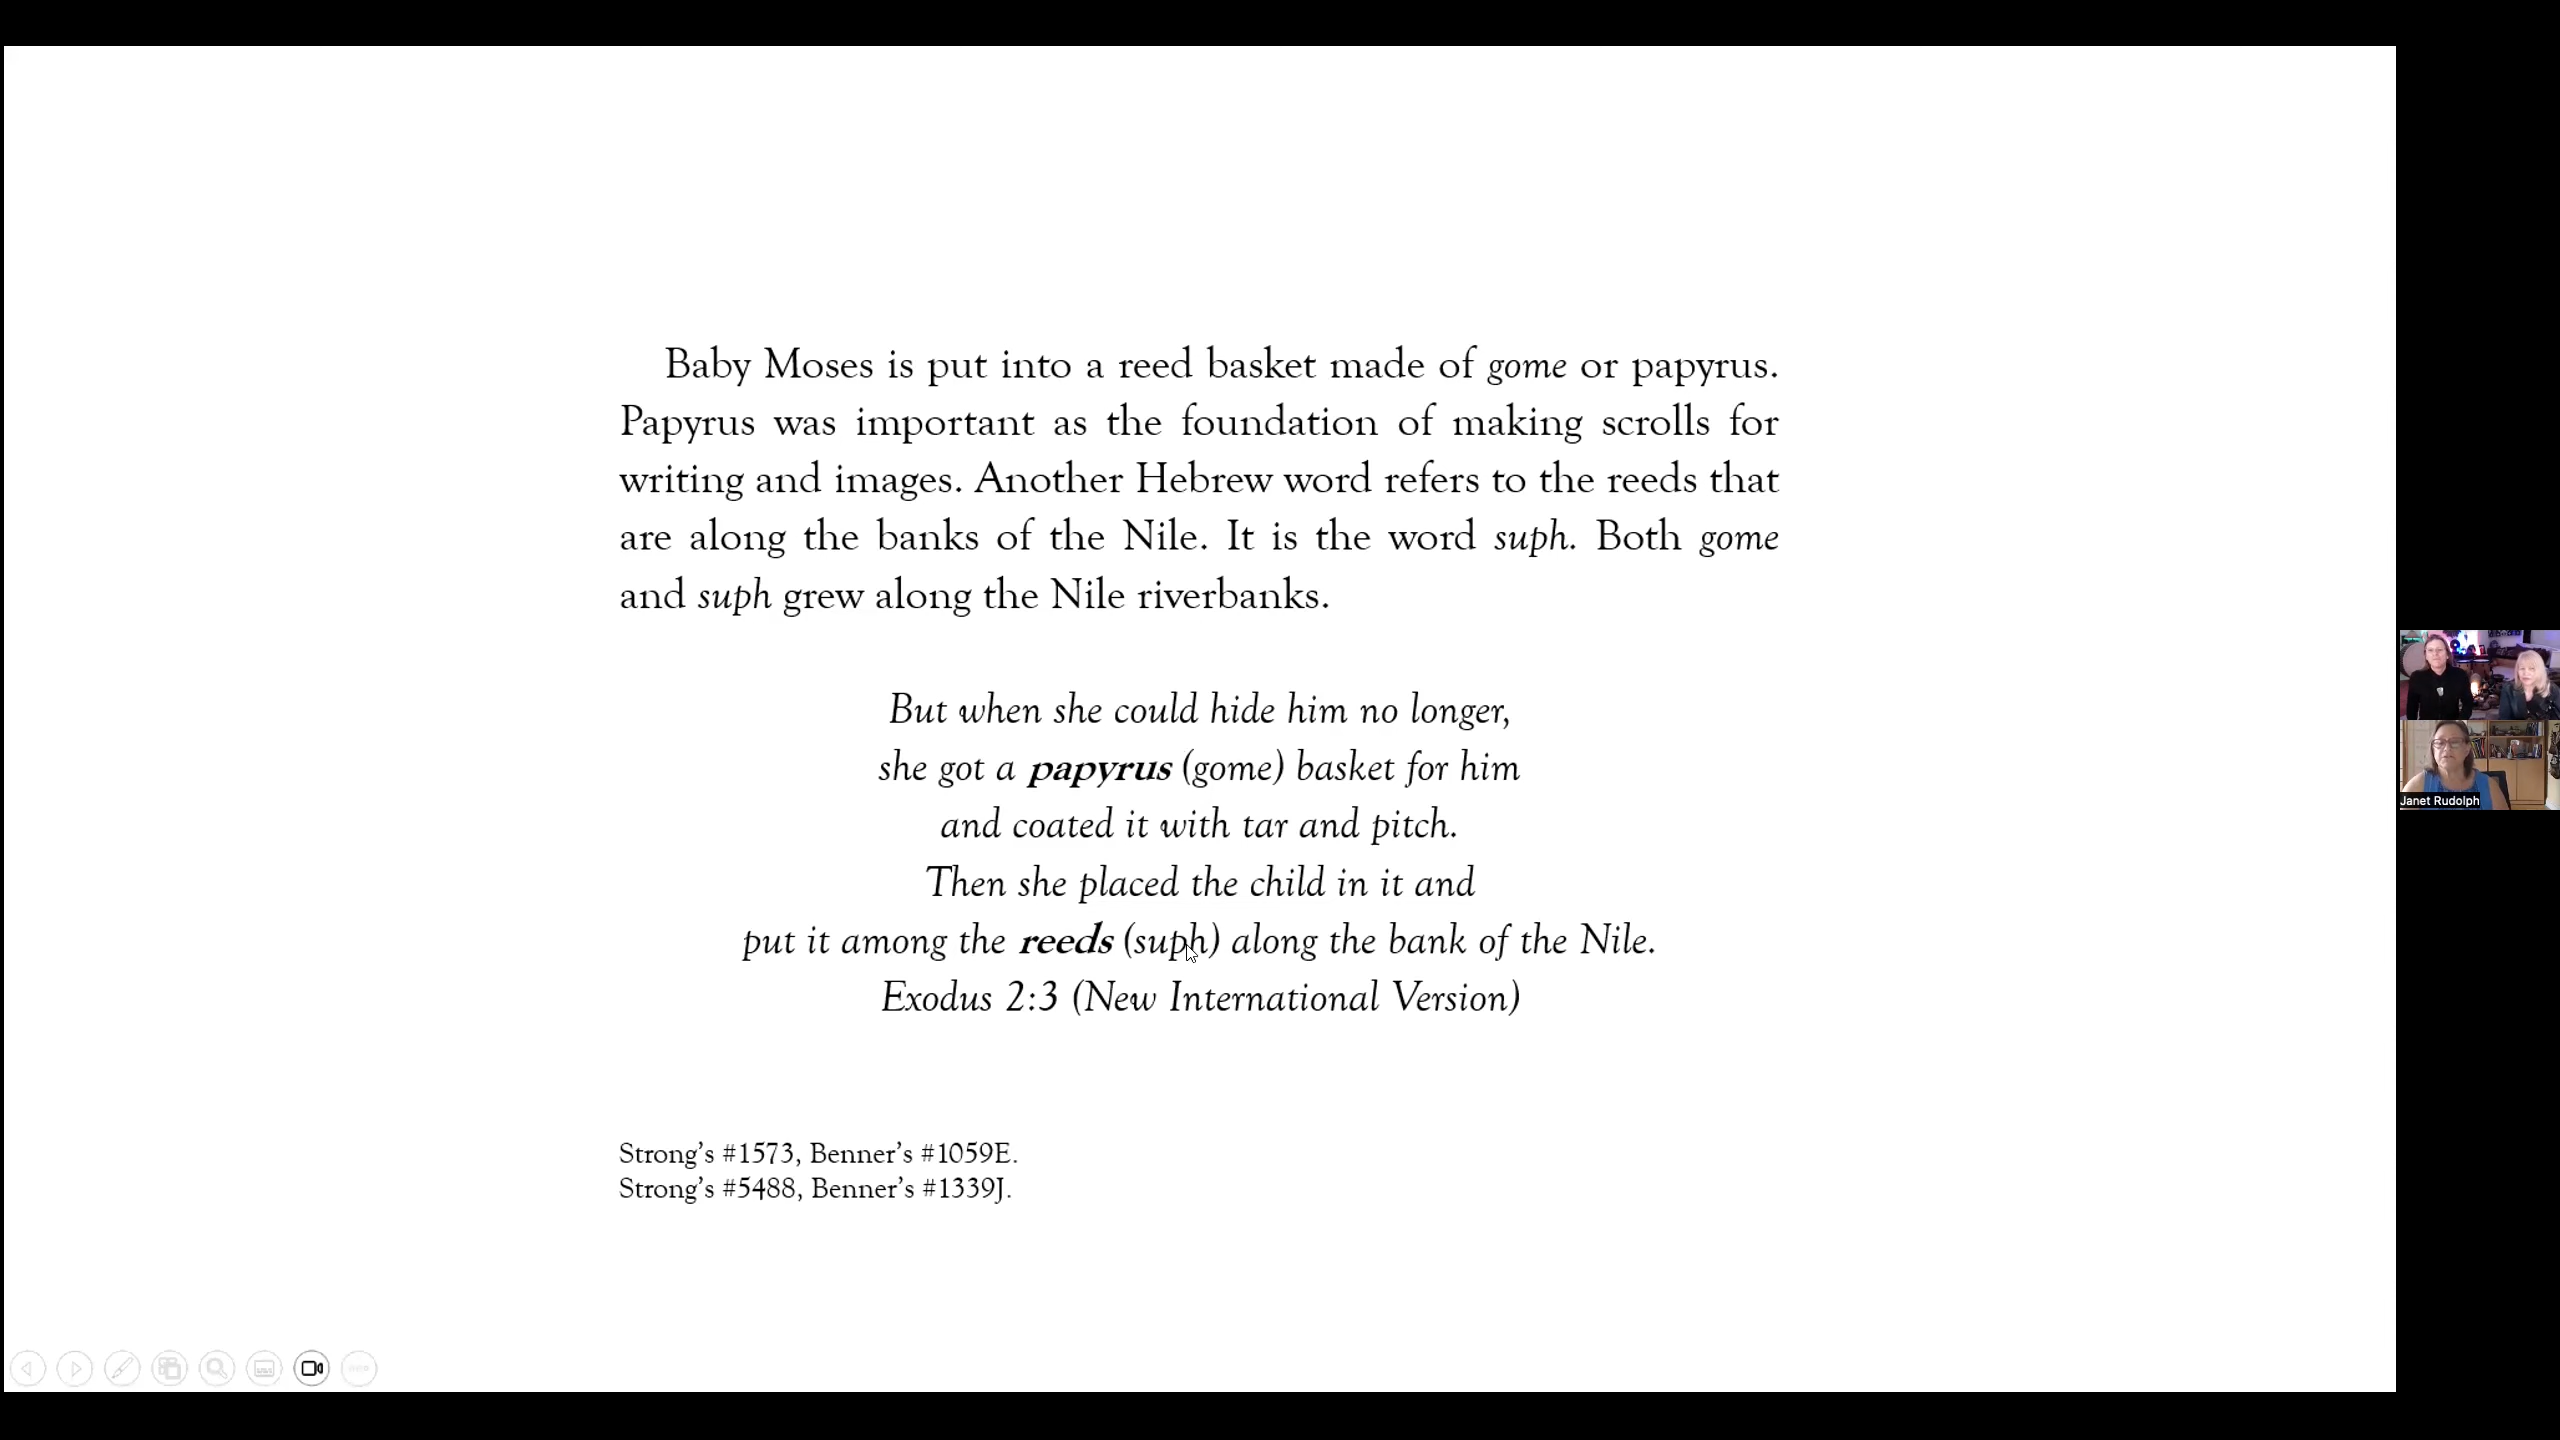 Baby Moses is put into a reed basket made of gome or papyrus.
Papyrus was important as the foundation of making scrolls for
writing and images. Another Hebrew word refers to the reeds that
are along the banks of the Nile. It is the word suph. Both gome
and suph grew along the Nile riverbanks.
But when she could hide him no longer,
she got a papyrus (gome) basket for him
and coated it with tar and pitch.
Then she placed the child in it and
put it among the reeds (suph) along the bank of the Nile.
Exodus 2:3 (New International Version)
Strong’s #1573, Benner’s #1059E.
Strong’s #5488, Benner’s #1339J.
Janet Rudolph